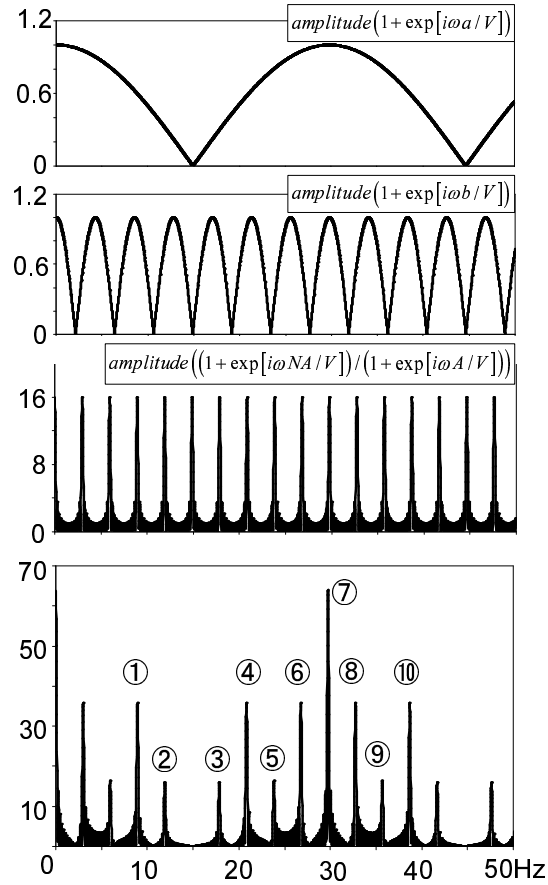 1.2
amplitude(1+exp[iωa/V])
0.6
0
1.2
amplitude(1+exp[iωb/V])
0.6
0
amplitude((1+exp[iωNA/V])/(1+exp[iωA/V]))
16
8
0
70
⑦
50
① ④ ⑥ ⑧ ⑩
30
② ③ ⑤ ⑨
10
0 10 20 30 40 50Hz